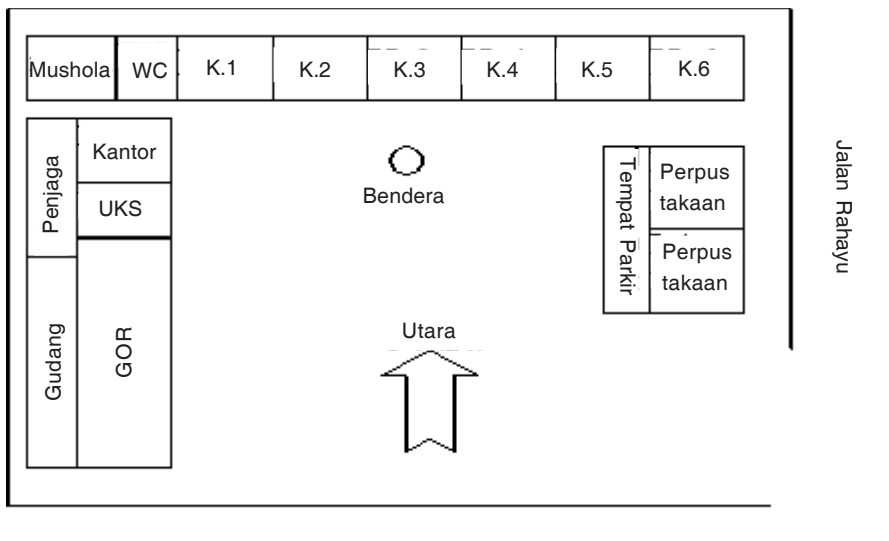 Mushola
WC
K.1
K.2
K.3
K.4
K.5
K.6
Penjaga
Kantor
UKS
Gudang
GOR
Bendera
Utara
Tempat Parkir
Perpus
takaan
Perpus
takaan
Jalan Rahayu